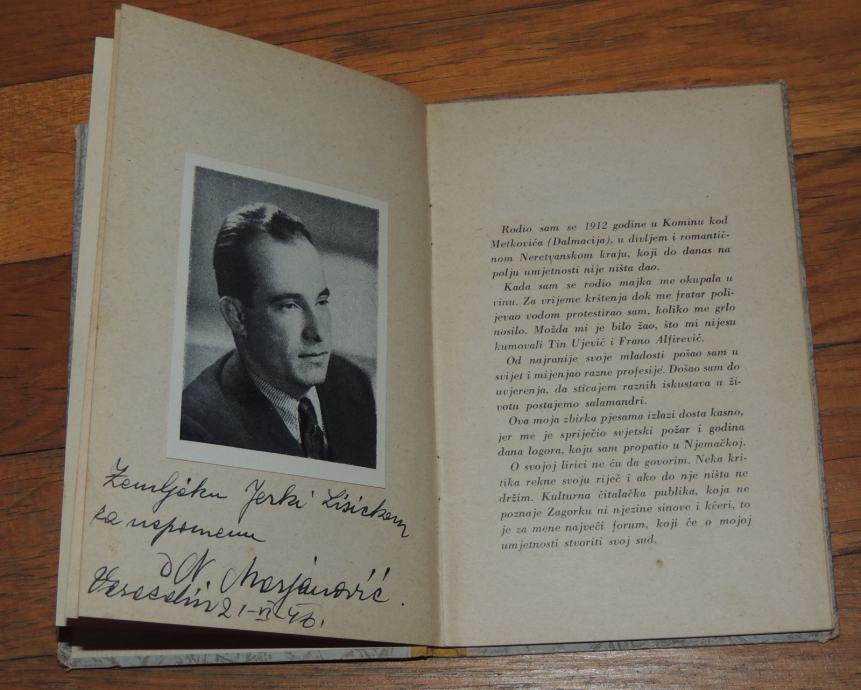 Zemljaku Jerki Lisičkom
za uspomenu
N Marjanović.
21-VI-46.
Rodio sam se 1912 godine u Kominu kod
Metkovića (Dalmacija), u divljem i romantič-
nom Neretvanskom kraju, koji do danas na
polju umjetnosti nije ništa dao.
Kada sam se rodio majka me okupala u
vinu. Za vrijeme krštenja dok me fratar poli-
jevao vodom protestirao sam, koliko me grlo
nosilo. Možda mi je bilo žao, što mi nijesu
kumovali Tin Ujević i Frano Alfirević.
Od najranije svoje mladosti pošao sam u
svijet i mijenjao razne profesije. Došao sam do
uvjerenja, da sticajem raznih iskustava u ži-
votu postajemo salamandri.
Ova moja zbirka pjesama izlazi dosta kasno,
jer me je spriječio svjetski požar i godina
dana logora, koju sam propatio u Njemačkoj.
O svojoj lirici ne ću da govorim. Neka kri-
tika rekne svoju riječ i ako do nje ništa ne
držim. Kulturna čitalačka publika, koja ne
poznaje Zagorku ni njezine sinove i kćeri, to
je za mene najveći forum, koji će o mojoj
umjetnosti stvoriti svoj sud.